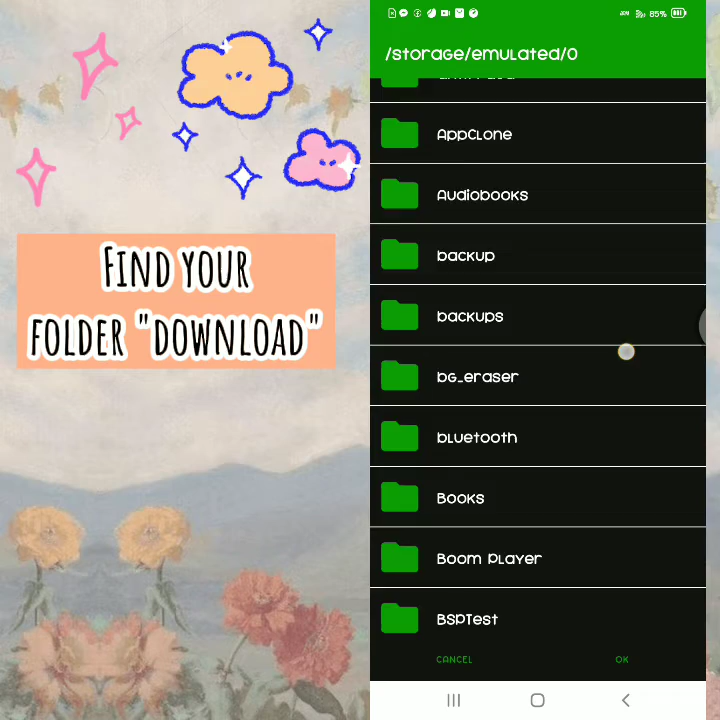 Find your
folder "download"
85%
/storage/emulated/0
AppClone
Audiobooks
backup
backups
bg_eraser
bluetooth
Books
Boom Player
BSPTest
CANCEL
OK